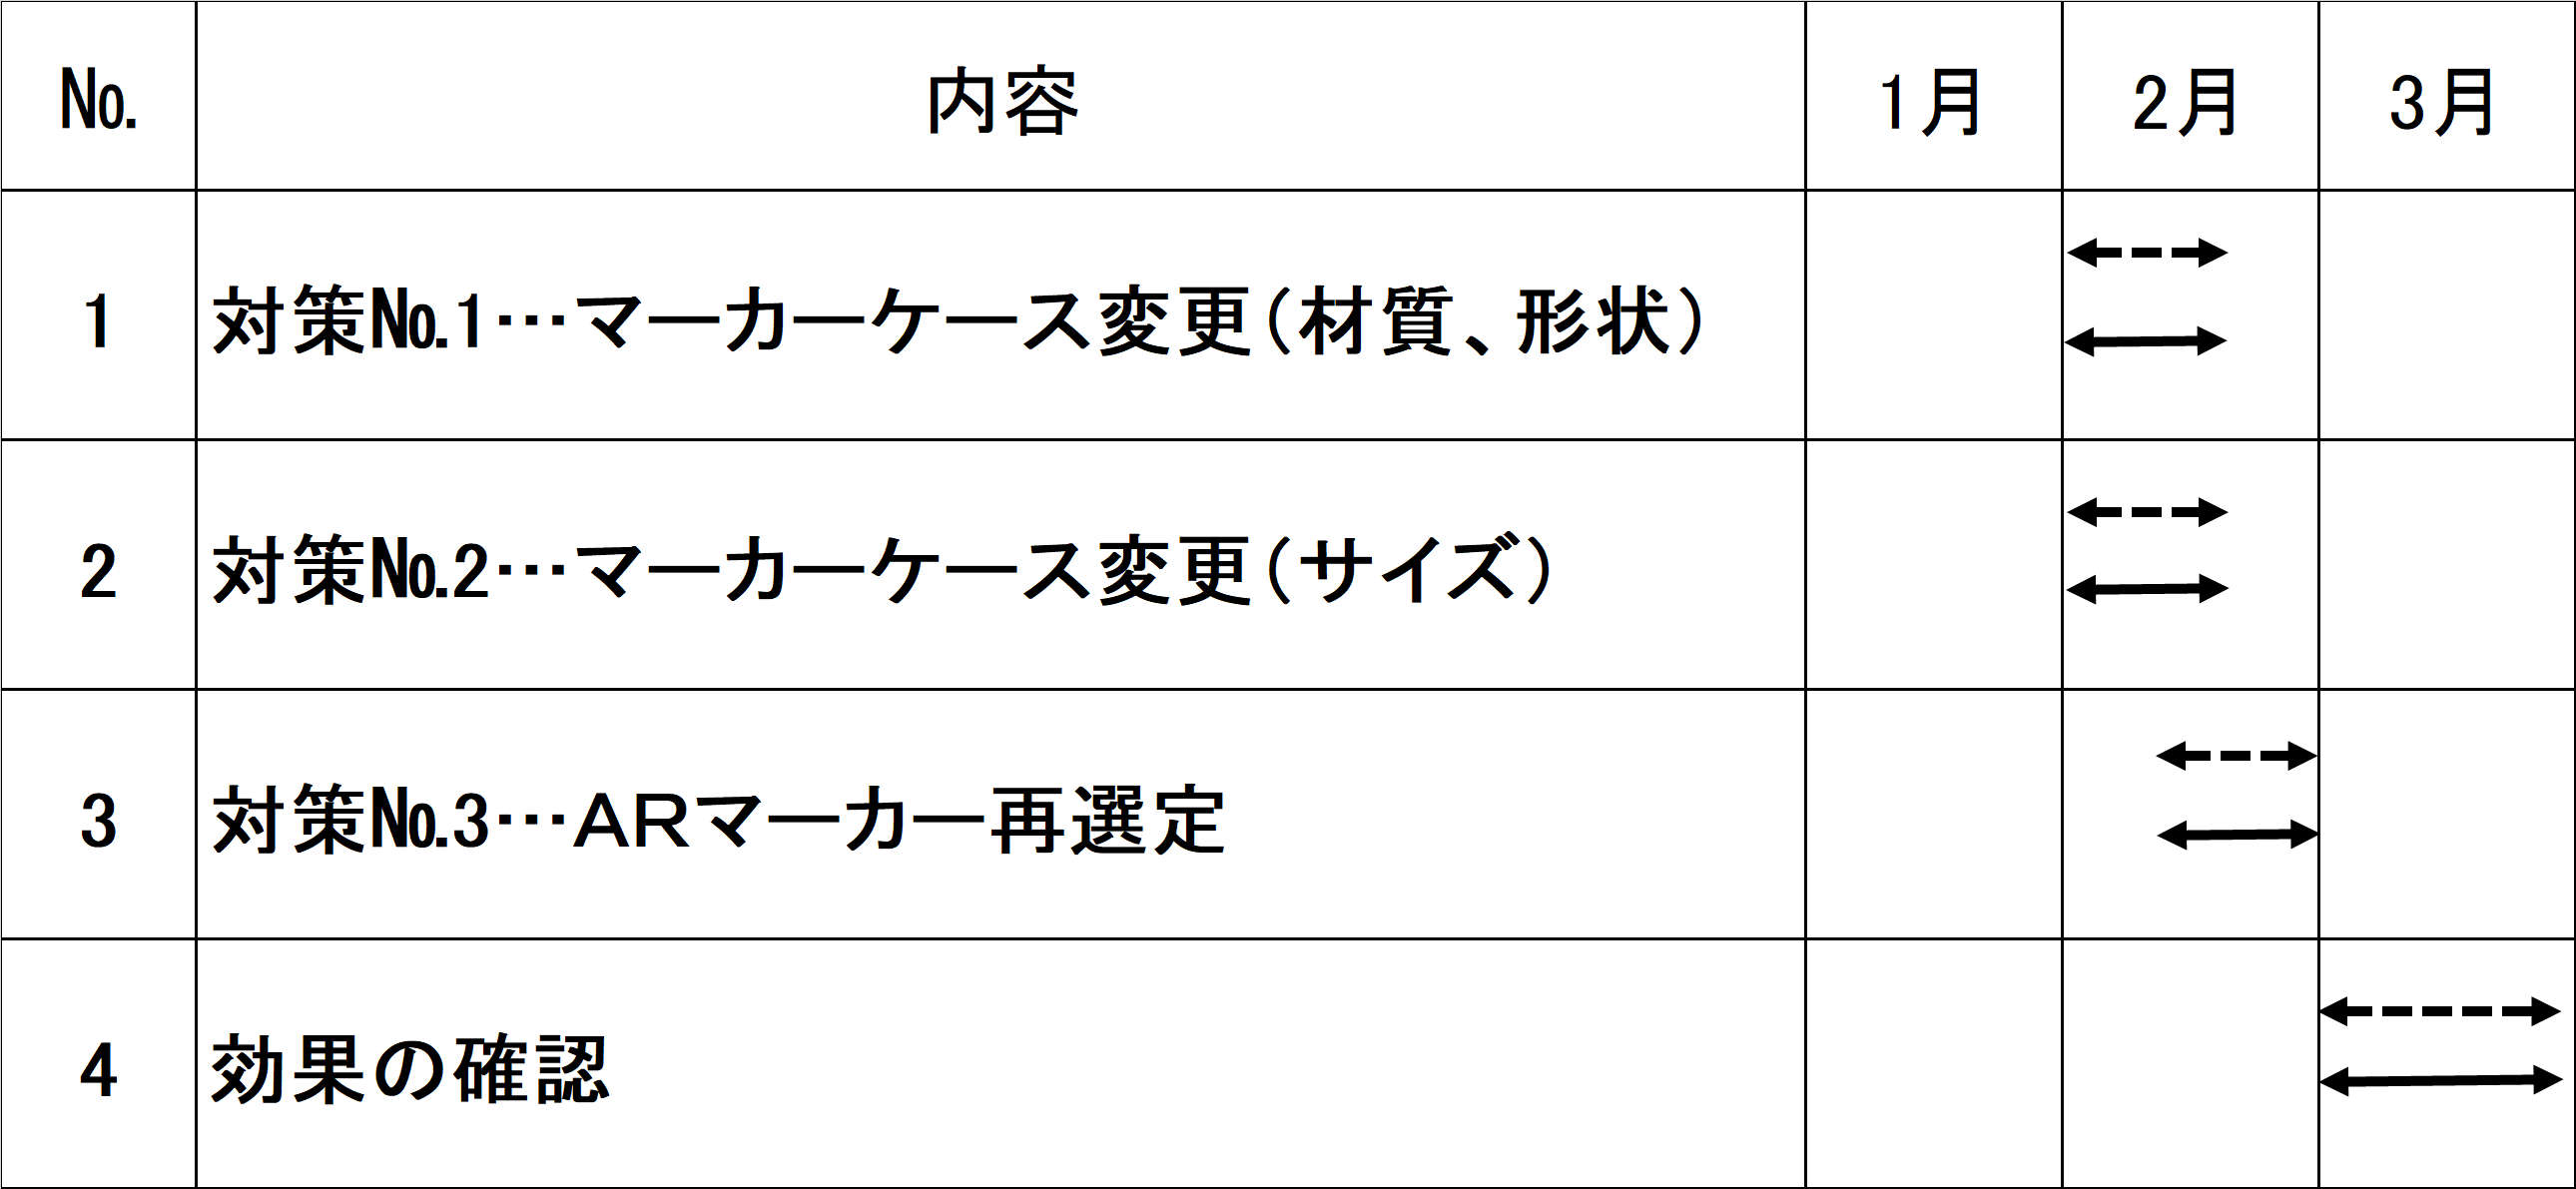 №. 内容 1月 2月 3月
1 対策№.1…マーカーケース変更（材質、形状）
2 対策№.2…マーカーケース変更（サイズ）
3 対策№.3…ARマーカー再選定
4 効果の確認